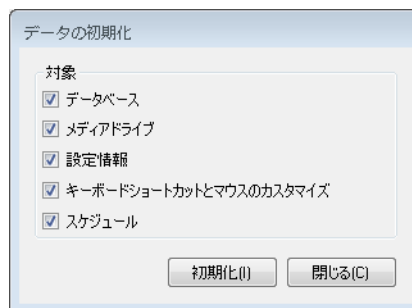 データの初期化
対象
データベース
メディアドライブ
設定情報
キーボードショートカットとマウスのカスタマイズ
スケジュール
初期化(I) 閉じる(C)